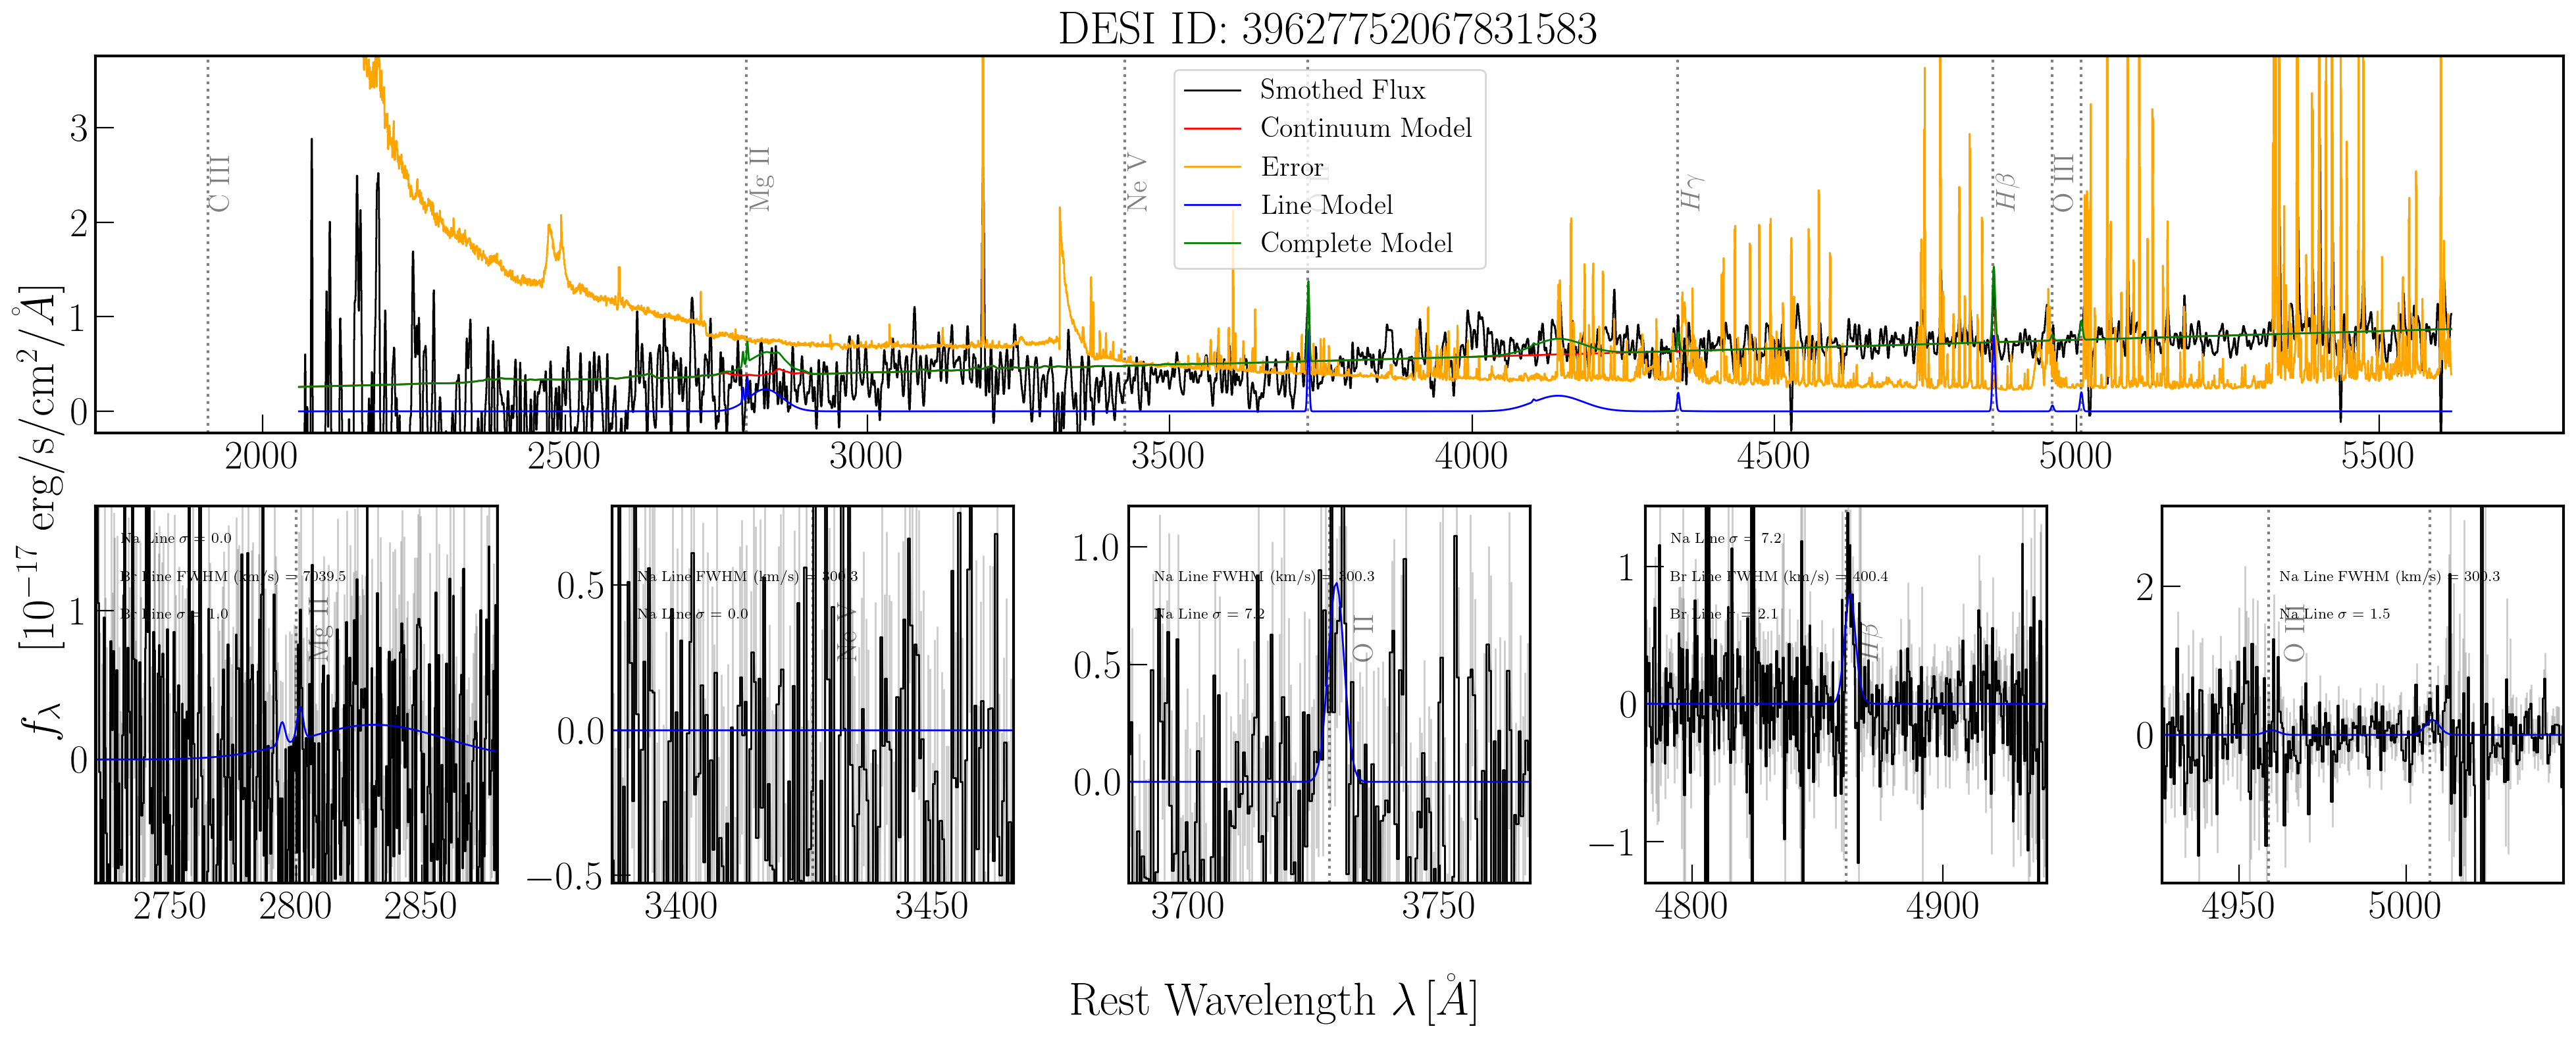 DESI ID: 39627752067831583
Smothed Flux
Continuum Model
Error
Line Model
Complete Model
C III
Mg II
Ne V
Hγ
Hβ
O III
3
2
1
0
2000 2500 3000 3500 4000 4500 5000 5500
f_λ [10^{-17} erg/s/cm^2/Å]
Na Line σ = 0.0
Br Line FWHM (km/s) = 7039.5
Br Line σ = 1.0
Mg II
1
0
2750 2800 2850
Na Line FWHM (km/s) = 300.3
Na Line σ = 0.0
Ne V
0.5
0.0
−0.5
3400 3450
Na Line FWHM (km/s) = 300.3
Na Line σ = 7.2
O II
1.0
0.5
0.0
3700 3750
Na Line σ = 7.2
Br Line FWHM (km/s) = 400.4
Br Line σ = 2.1
Hβ
1
0
−1
4800 4900
Na Line FWHM (km/s) = 300.3
Na Line σ = 1.5
O III
2
0
4950 5000
Rest Wavelength λ [Å]